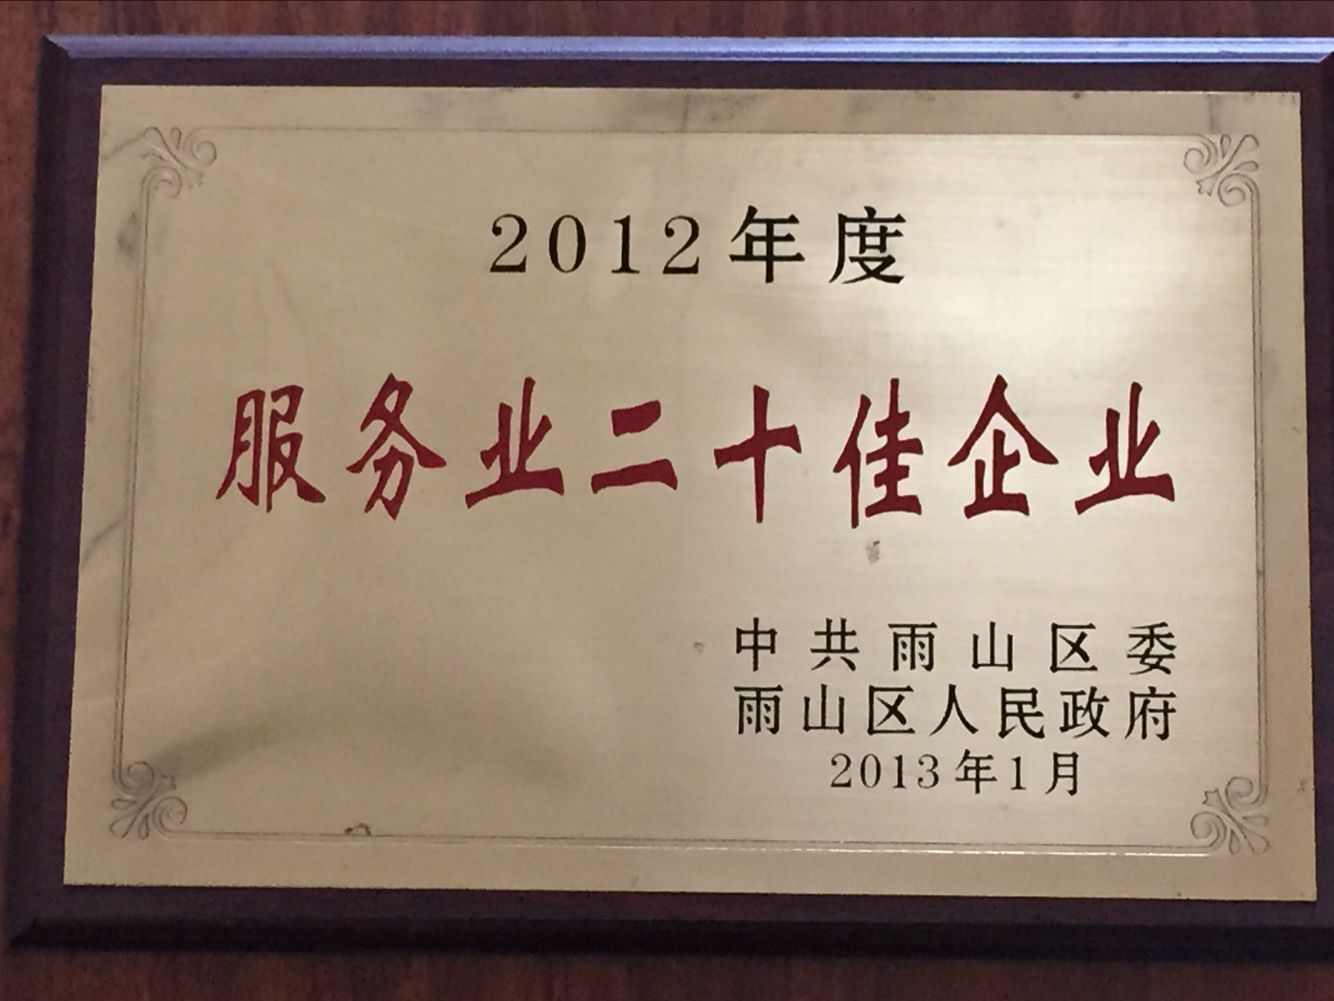 2012年度
服务业二十佳企业
中共雨山区委
雨山区人民政府
2013年1月